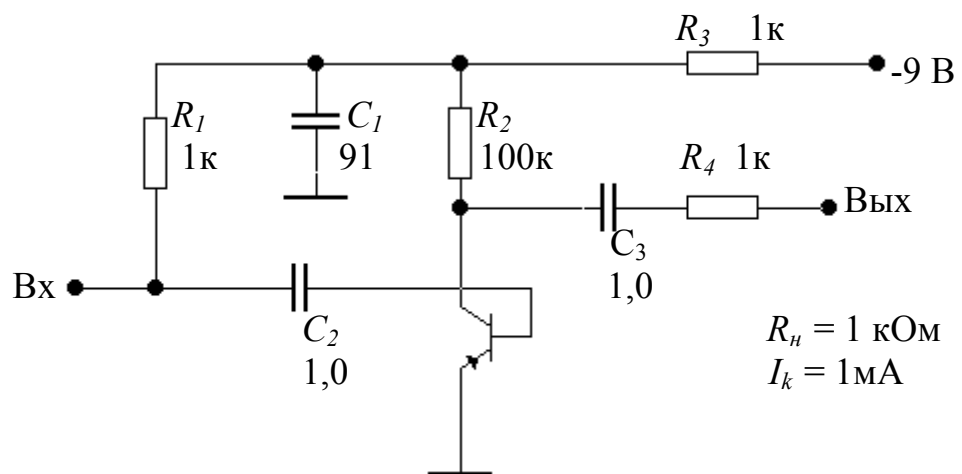 R3 1к
-9 В
R1
1к
C1
91
R2
100к
R4 1к
Вых
С3
1,0
Вх
C2
1,0
Rн = 1 кОм
Ik = 1мА